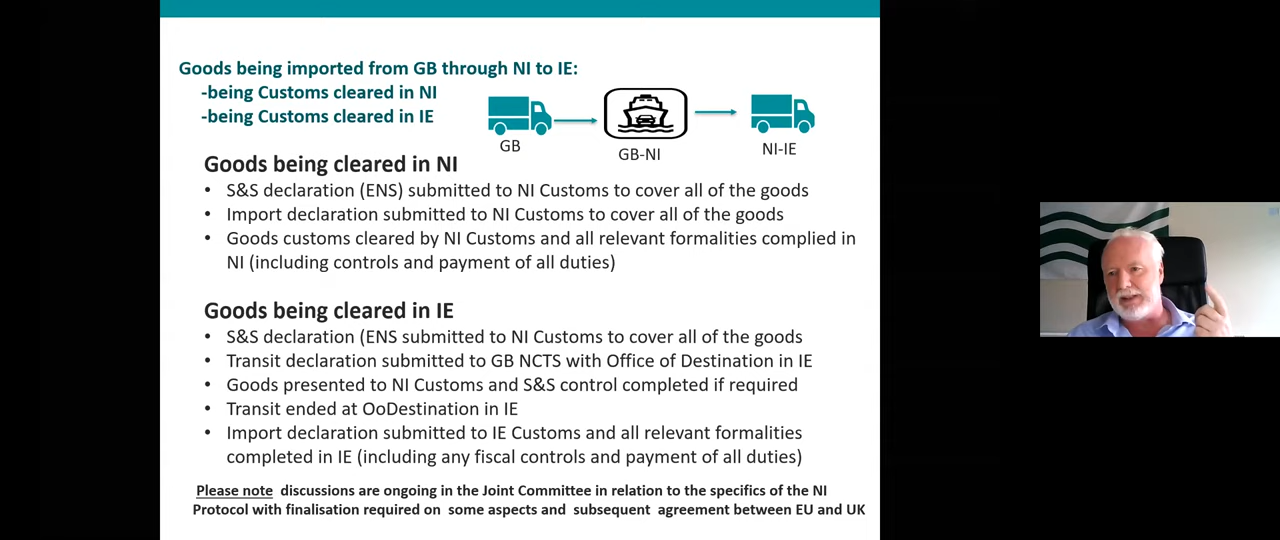 Goods being imported from GB through NI to IE:
-being Customs cleared in NI
-being Customs cleared in IE
GB
GB-NI
NI-IE
Goods being cleared in NI
• S&S declaration (ENS) submitted to NI Customs to cover all of the goods
• Import declaration submitted to NI Customs to cover all of the goods
• Goods customs cleared by NI Customs and all relevant formalities complied in
NI (including controls and payment of all duties)
Goods being cleared in IE
• S&S declaration (ENS submitted to NI Customs to cover all of the goods
• Transit declaration submitted to GB NCTS with Office of Destination in IE
• Goods presented to NI Customs and S&S control completed if required
• Transit ended at OoDestination in IE
• Import declaration submitted to IE Customs and all relevant formalities
completed in IE (including any fiscal controls and payment of all duties)
Please note discussions are ongoing in the Joint Committee in relation to the specifics of the NI
Protocol with finalisation required on some aspects and subsequent agreement between EU and UK